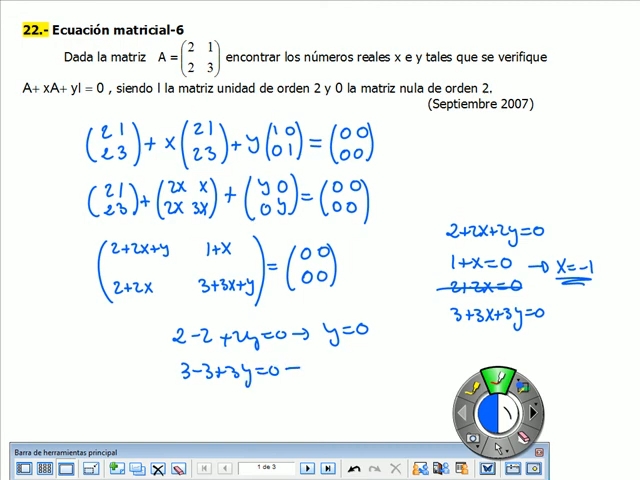 22.- Ecuación matricial-6
Dada la matriz A = (2 1 encontrar los números reales x e y tales que se verifique
2 3)
A+ xA+ yI = 0 , siendo I la matriz unidad de orden 2 y 0 la matriz nula de orden 2.
(Septiembre 2007)
(2 1 + x (2 1 + y (1 0 = (0 0
2 3) 2 3) 0 1) 0 0)
(2 1 + (2x x + (y 0 = (0 0
2 3) 2x 3x) 0 y) 0 0)
(2+2x+y 1+x = (0 0
2+2x 3+3x+y) 0 0)
2+2x+2y=0
1+x=0 → x=-1
2+2x=0
3+3x+3y=0
2-2+2y=0 → y=0
3-3+3y=0 -
Barra de herramientas principal
1 de 3